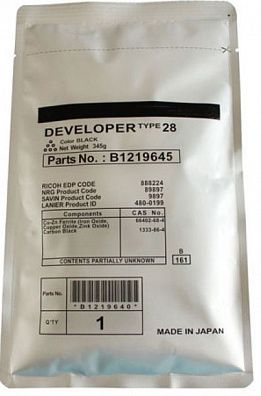 DEVELOPER TYPE 28
Color BLACK
Net Weight 345g
Parts No. : B1219645
RICOH EDP CODE 888224
NRG Product Code 89897
SAVIN Product Code 9897
LANIER Product ID 480-0199
Components CAS No.
Cu-Zn Ferrite (Iron Oxide, 66402-68-4
Copper Oxide,Zink Oxide)
Carbon Black 1333-86-4
CONTENTS PARTIALLY UNKNOWN
B
161
Parts No.
*B1219640*
Q'TY 1
MADE IN JAPAN